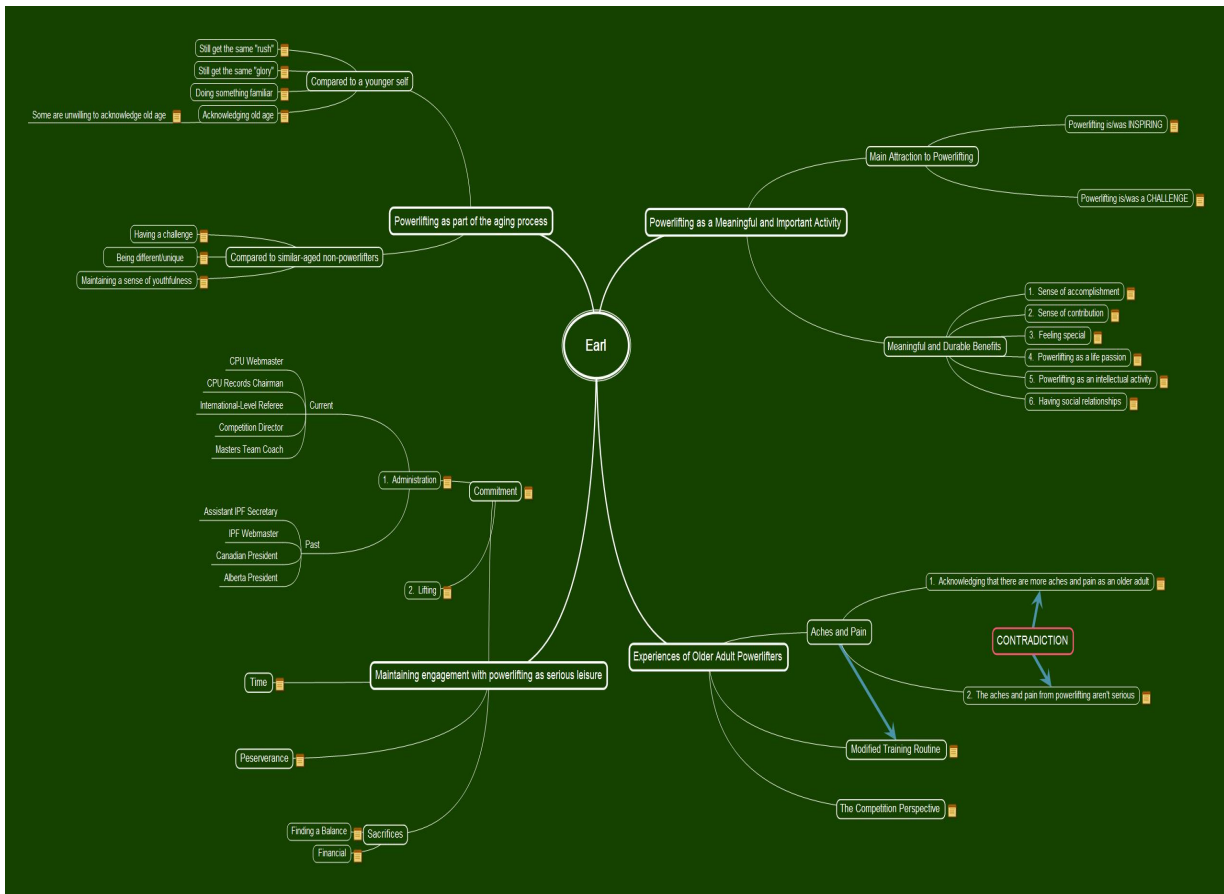 Earl
Powerlifting as part of the aging process
Compared to a younger self
Still get the same "rush"
Still get the same "glory"
Doing something familiar
Acknowledging old age
Some are unwilling to acknowledge old age
Compared to similar-aged non-powerlifters
Having a challenge
Being different/unique
Maintaining a sense of youthfulness
Powerlifting as a Meaningful and Important Activity
Main Attraction to Powerlifting
Powerlifting is/was INSPIRING
Powerlifting is/was a CHALLENGE
Meaningful and Durable Benefits
1. Sense of accomplishment
2. Sense of contribution
3. Feeling special
4. Powerlifting as a life passion
5. Powerlifting as an intellectual activity
6. Having social relationships
Maintaining engagement with powerlifting as serious leisure
Commitment
1. Administration
Current
CPU Webmaster
CPU Records Chairman
International-Level Referee
Competition Director
Masters Team Coach
Past
Assistant IPF Secretary
IPF Webmaster
Canadian President
Alberta President
2. Lifting
Time
Peserverance
Sacrifices
Finding a Balance
Financial
Experiences of Older Adult Powerlifters
Aches and Pain
1. Acknowledging that there are more aches and pain as an older adult
CONTRADICTION
2. The aches and pain from powerlifting aren't serious
Modified Training Routine
The Competition Perspective